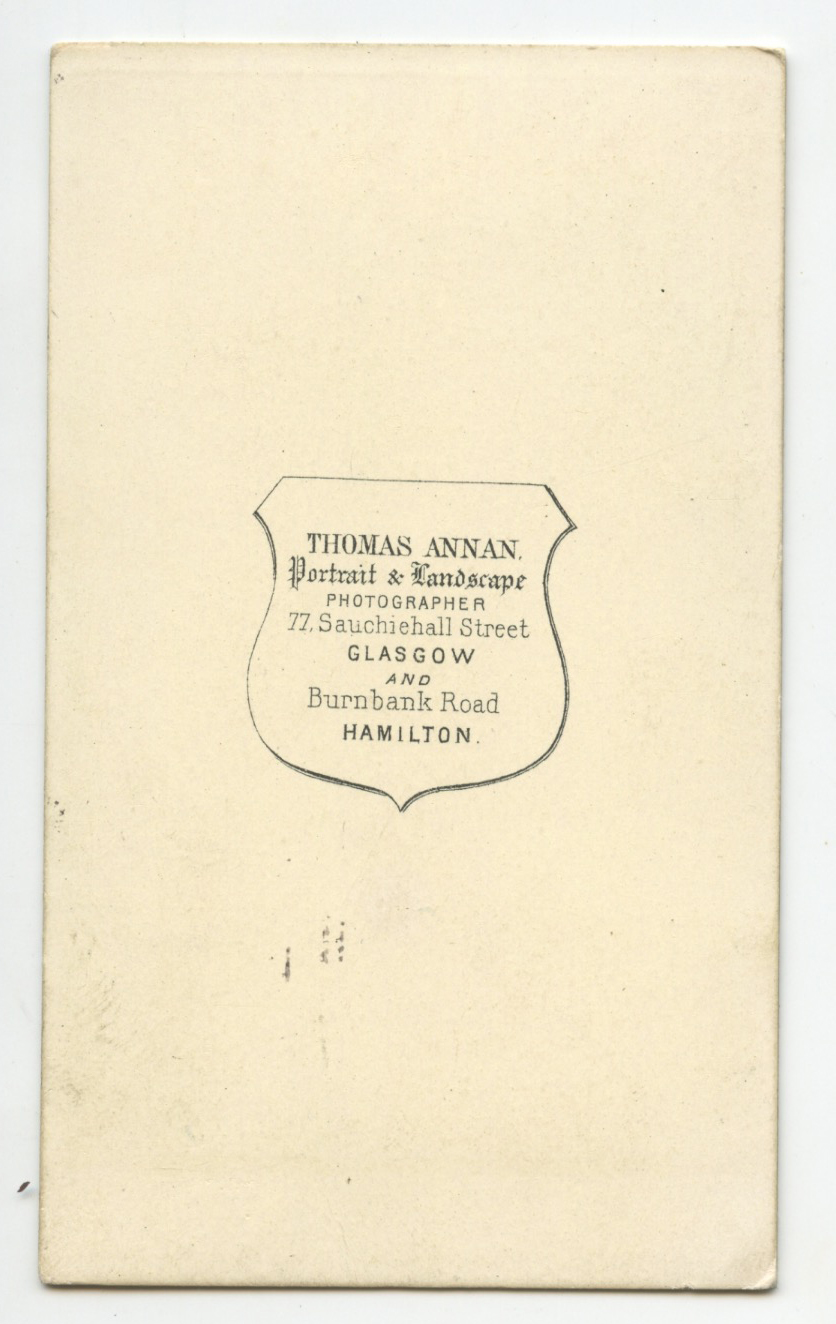 THOMAS ANNAN.
Portrait & Landscape
PHOTOGRAPHER
77, Sauchiehall Street
GLASGOW
AND
Burnbank Road
HAMILTON.